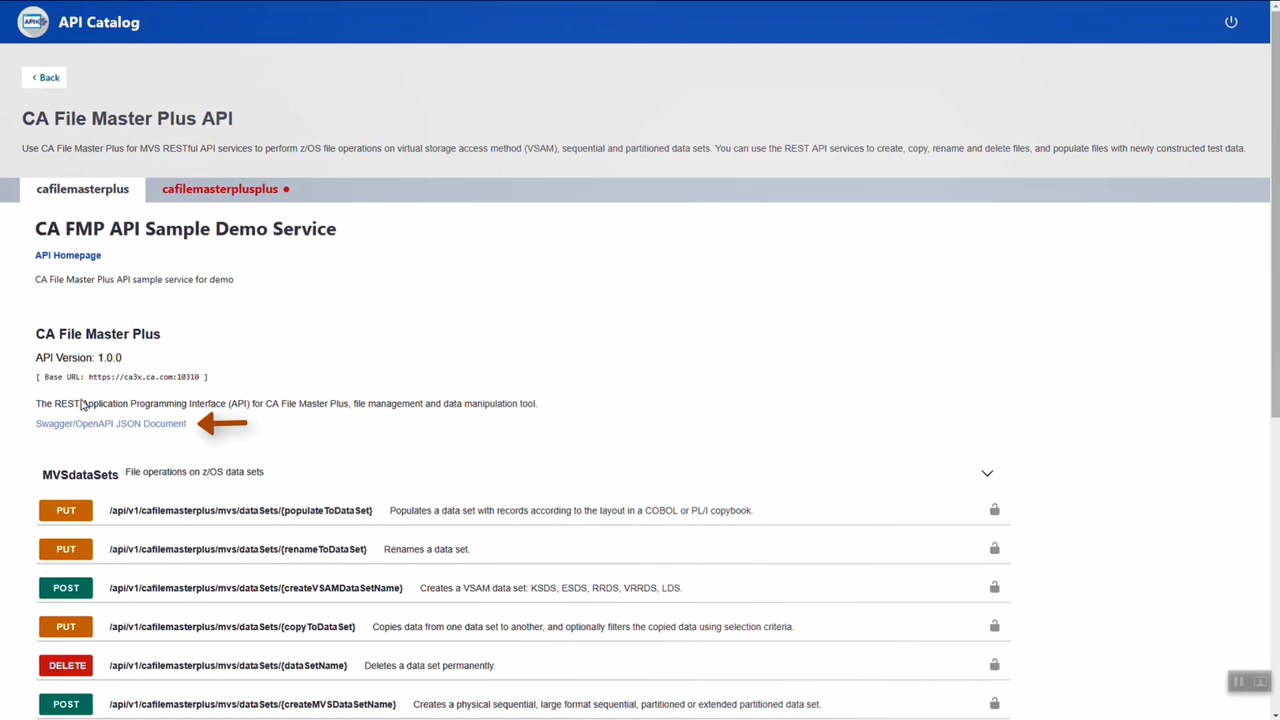 API Catalog
Back
CA File Master Plus API
Use CA File Master Plus for MVS RESTful API services to perform z/OS file operations on virtual storage access method (VSAM), sequential and partitioned data sets. You can use the REST API services to create, copy, rename and delete files, and populate files with newly constructed test data.
cafilemasterplus cafilemasterplusplus
CA FMP API Sample Demo Service
API Homepage
CA File Master Plus API sample service for demo
CA File Master Plus
API Version: 1.0.0
[ Base URL: https://ca3x.ca.com:10310 ]
The REST Application Programming Interface (API) for CA File Master Plus, file management and data manipulation tool.
Swagger/OpenAPI JSON Document
MVSdataSets File operations on z/OS data sets
PUT /api/v1/cafilemasterplus/mvs/dataSets/{populateToDataSet} Populates a data set with records according to the layout in a COBOL or PL/I copybook.
PUT /api/v1/cafilemasterplus/mvs/dataSets/{renameToDataSet} Renames a data set.
POST /api/v1/cafilemasterplus/mvs/dataSets/{createVSAMDataSetName} Creates a VSAM data set: KSDS, ESDS, RRDS, VRRDS, LDS.
PUT /api/v1/cafilemasterplus/mvs/dataSets/{copyToDataSet} Copies data from one data set to another, and optionally filters the copied data using selection criteria.
DELETE /api/v1/cafilemasterplus/mvs/dataSets/{dataSetName} Deletes a data set permanently.
POST /api/v1/cafilemasterplus/mvs/dataSets/{createMVSDataSetName} Creates a physical sequential, large format sequential, partitioned or extended partitioned data set.